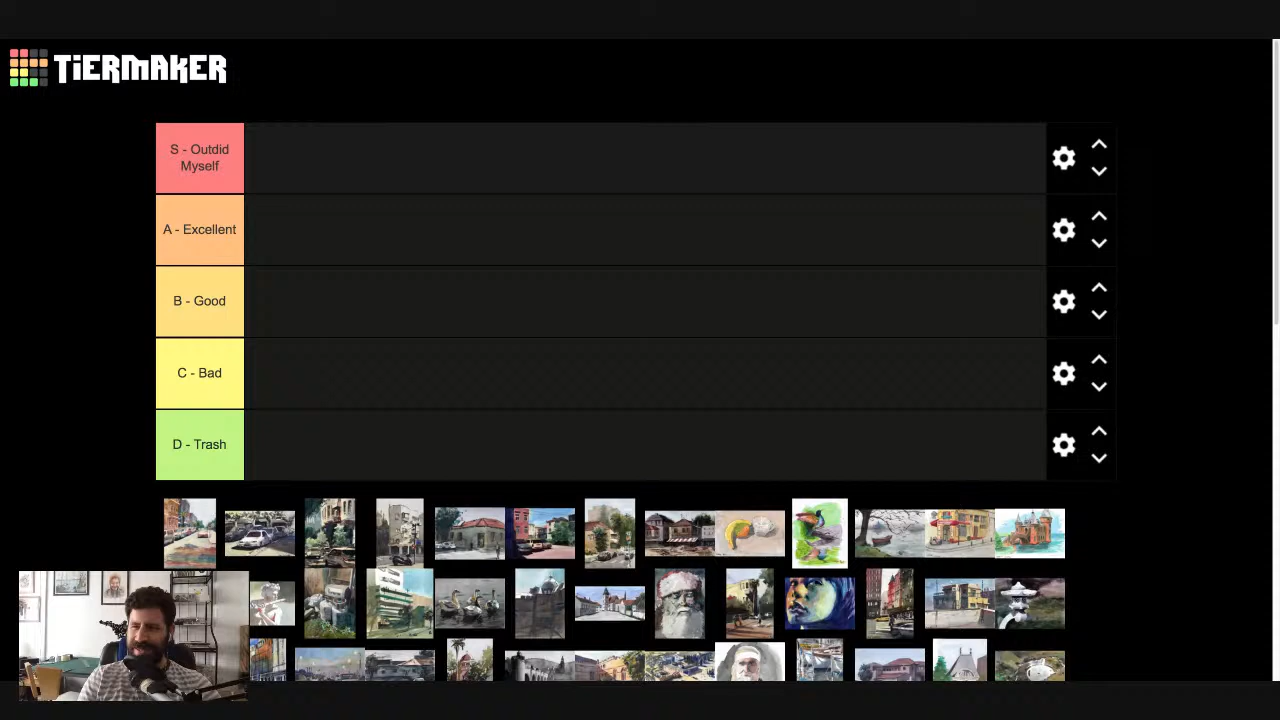 TiERMAKER
S - Outdid
Myself
A - Excellent
B - Good
C - Bad
D - Trash